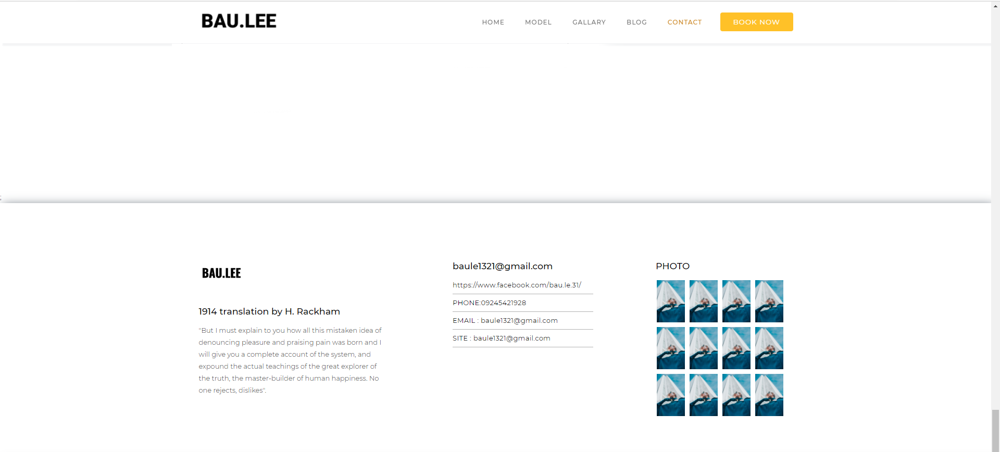 BAU.LEE
HOME MODEL GALLARY BLOG CONTACT BOOK NOW
;
BAU.LEE
1914 translation by H. Rackham
"But I must explain to you how all this mistaken idea of
denouncing pleasure and praising pain was born and I
will give you a complete account of the system, and
expound the actual teachings of the great explorer of
the truth, the master-builder of human happiness. No
one rejects, dislikes".
baule1321@gmail.com
https://www.facebook.com/bau.le.31/
PHONE:09245421928
EMAIL : baule1321@gmail.com
SITE : baule1321@gmail.com
PHOTO